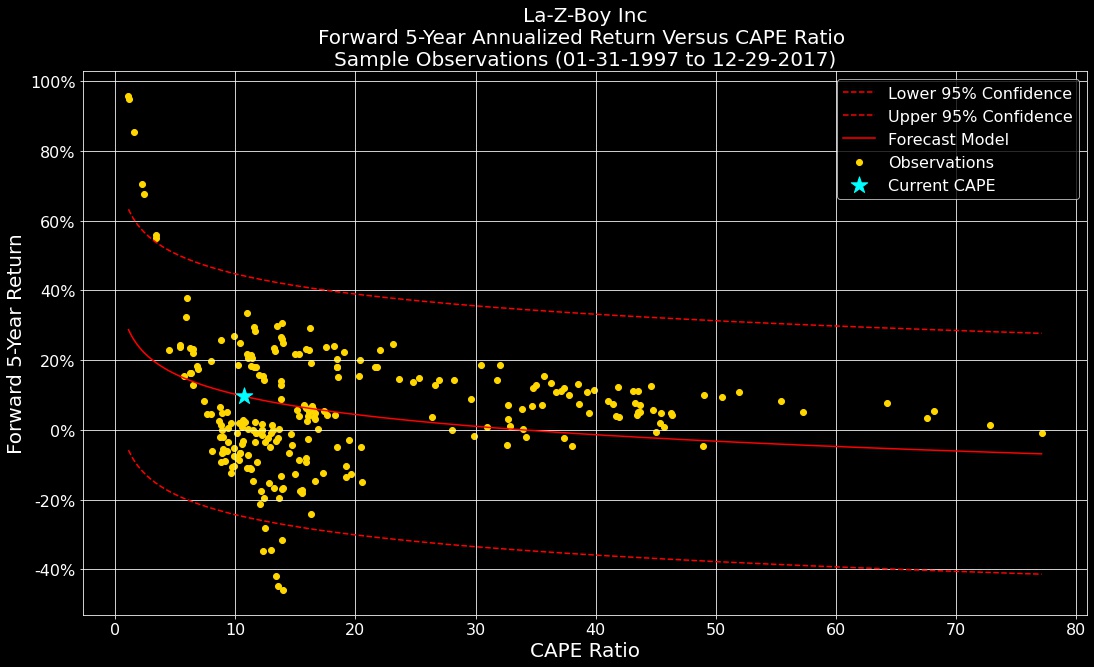 La-Z-Boy Inc
Forward 5-Year Annualized Return Versus CAPE Ratio
Sample Observations (01-31-1997 to 12-29-2017)
Lower 95% Confidence
Upper 95% Confidence
Forecast Model
Observations
Current CAPE
Forward 5-Year Return
100%
80%
60%
40%
20%
0%
-20%
-40%
0 10 20 30 40 50 60 70 80
CAPE Ratio